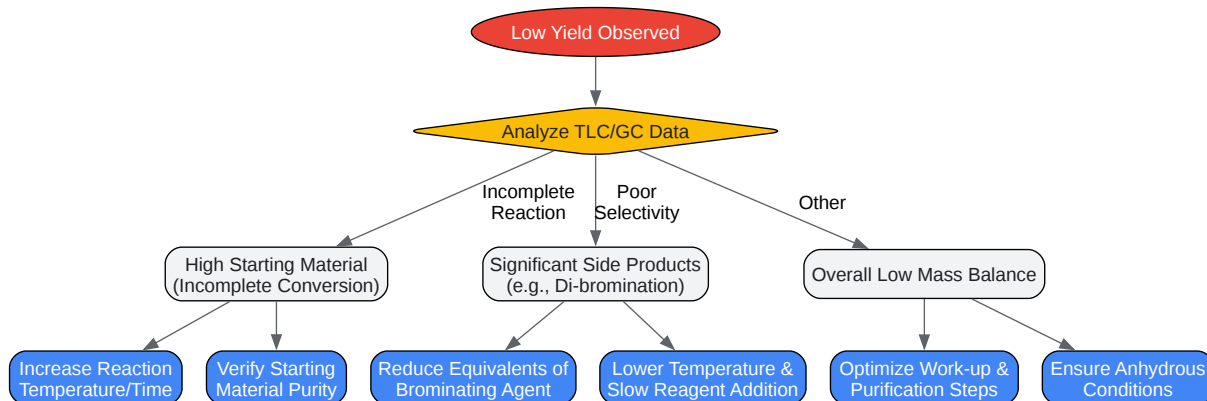 Low Yield Observed
Analyze TLC/GC Data
Incomplete
Reaction
Poor
Selectivity
Other
High Starting Material
(Incomplete Conversion)
Significant Side Products
(e.g., Di-bromination)
Overall Low Mass Balance
Increase Reaction
Temperature/Time
Verify Starting
Material Purity
Reduce Equivalents of
Brominating Agent
Lower Temperature &
Slow Reagent Addition
Optimize Work-up &
Purification Steps
Ensure Anhydrous
Conditions